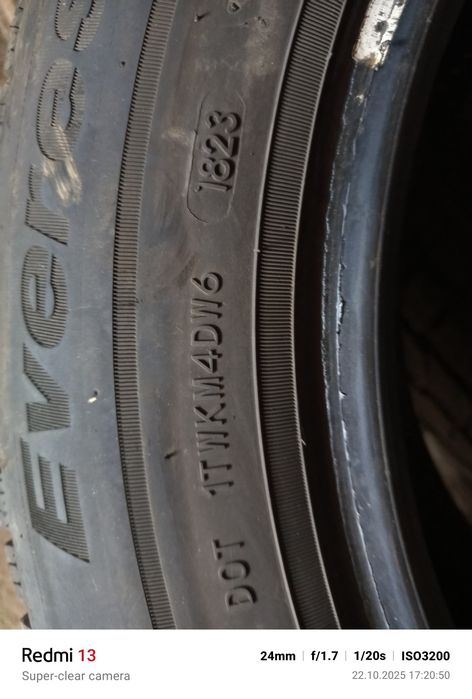 Everg
DOT 1TWKM4DW6 1823
Redmi 13
Super-clear camera
24mm | f/1.7 | 1/20s | ISO3200
22.10.2025 17:20:50